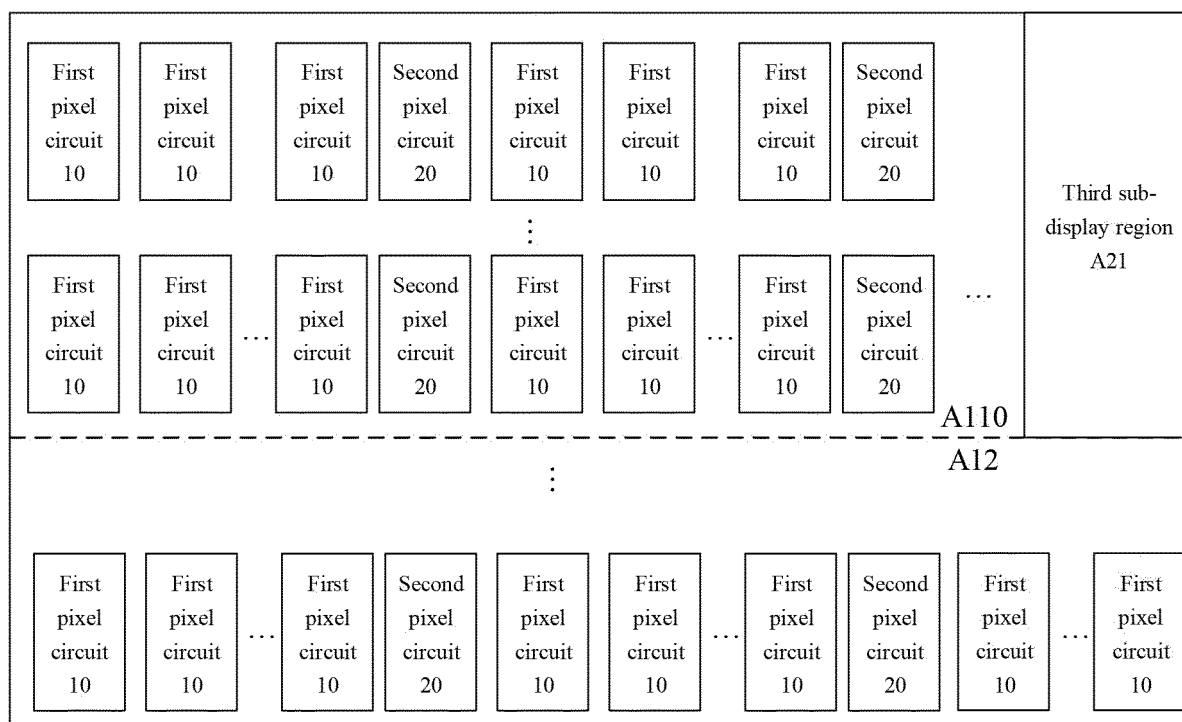 First
pixel
circuit
10
First
pixel
circuit
10
First
pixel
circuit
10
Second
pixel
circuit
20
First
pixel
circuit
10
First
pixel
circuit
10
First
pixel
circuit
10
Second
pixel
circuit
20
Third sub-
display region
A21
⋮
First
pixel
circuit
10
First
pixel
circuit
10
...
First
pixel
circuit
10
Second
pixel
circuit
20
First
pixel
circuit
10
First
pixel
circuit
10
...
First
pixel
circuit
10
Second
pixel
circuit
20
...
A110
A12
⋮
First
pixel
circuit
10
First
pixel
circuit
10
...
First
pixel
circuit
10
Second
pixel
circuit
20
First
pixel
circuit
10
First
pixel
circuit
10
...
First
pixel
circuit
10
Second
pixel
circuit
20
First
pixel
circuit
10
...
First
pixel
circuit
10